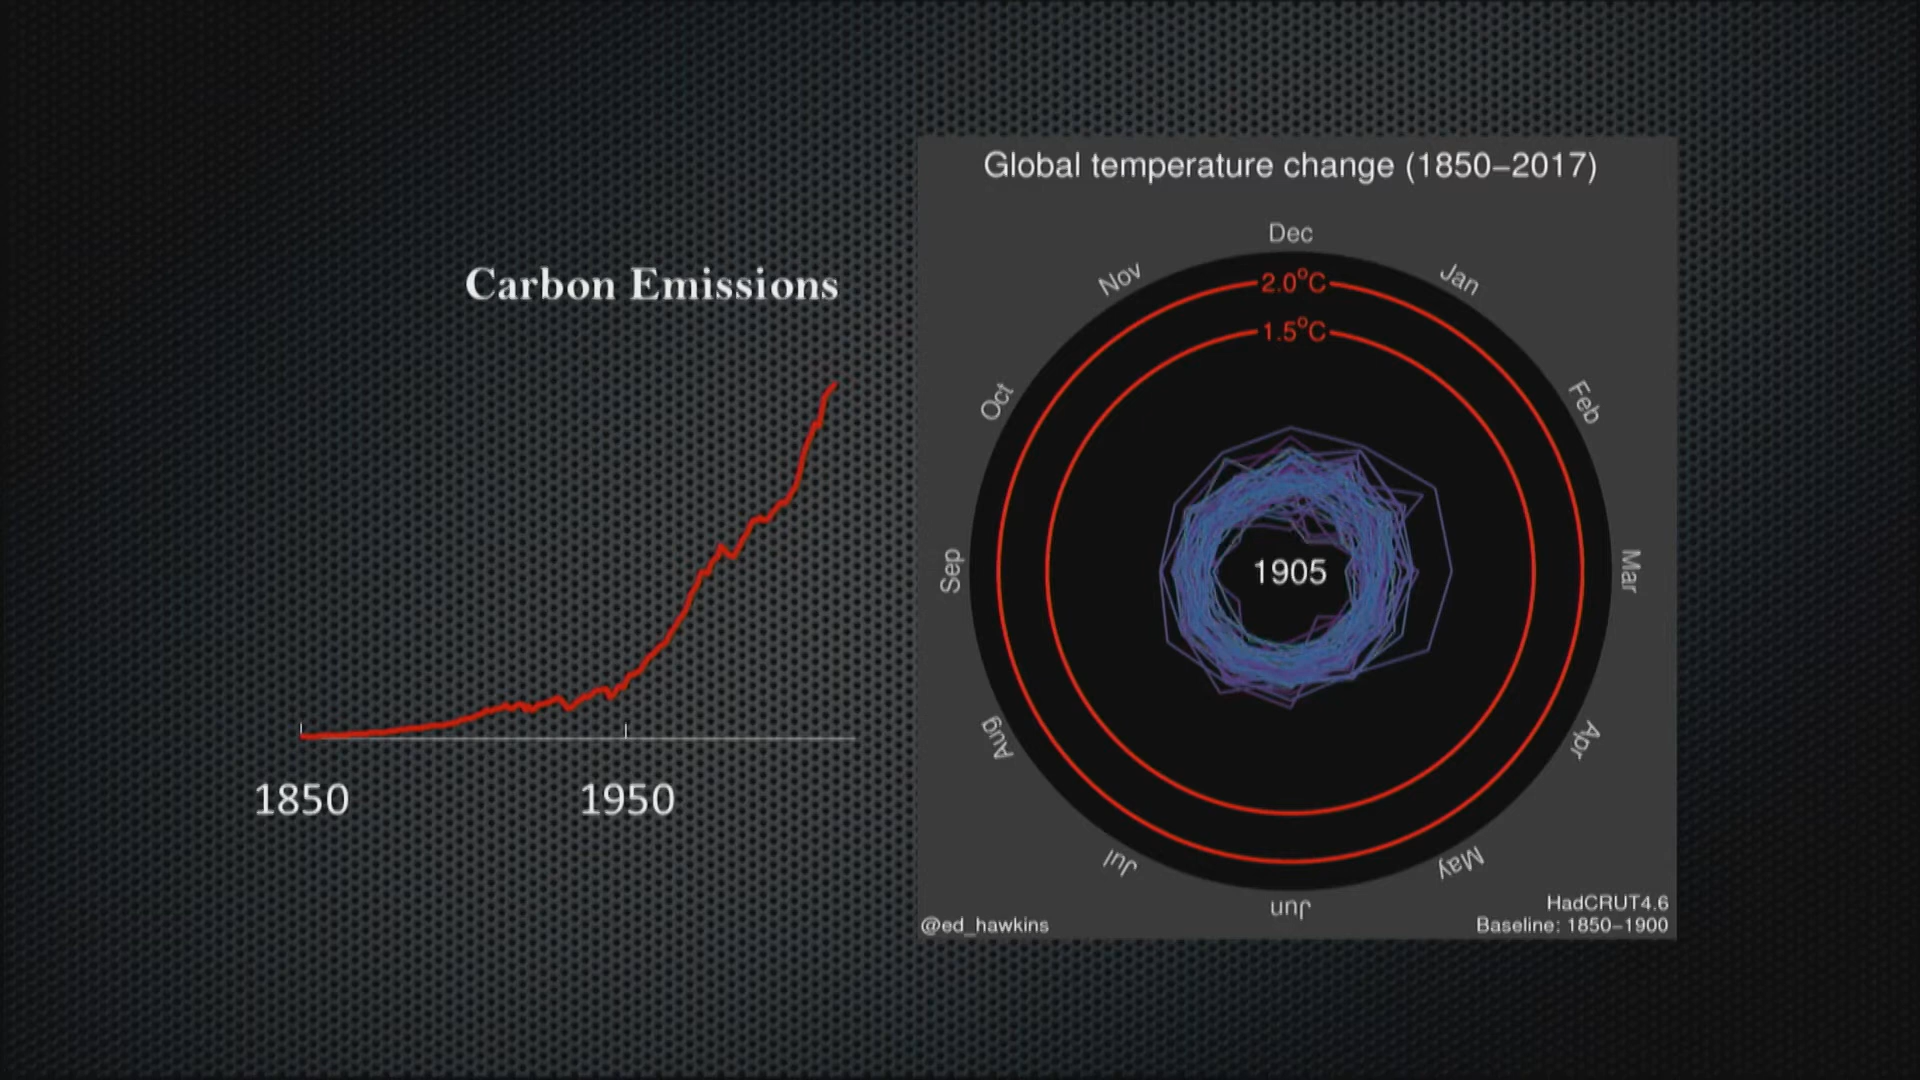 Carbon Emissions
1850
1950
Global temperature change (1850–2017)
Dec
Jan
Feb
Mar
Apr
May
Jun
Jul
Aug
Sep
Oct
Nov
2.0°C
1.5°C
1905
@ed_hawkins
HadCRUT4.6
Baseline: 1850–1900